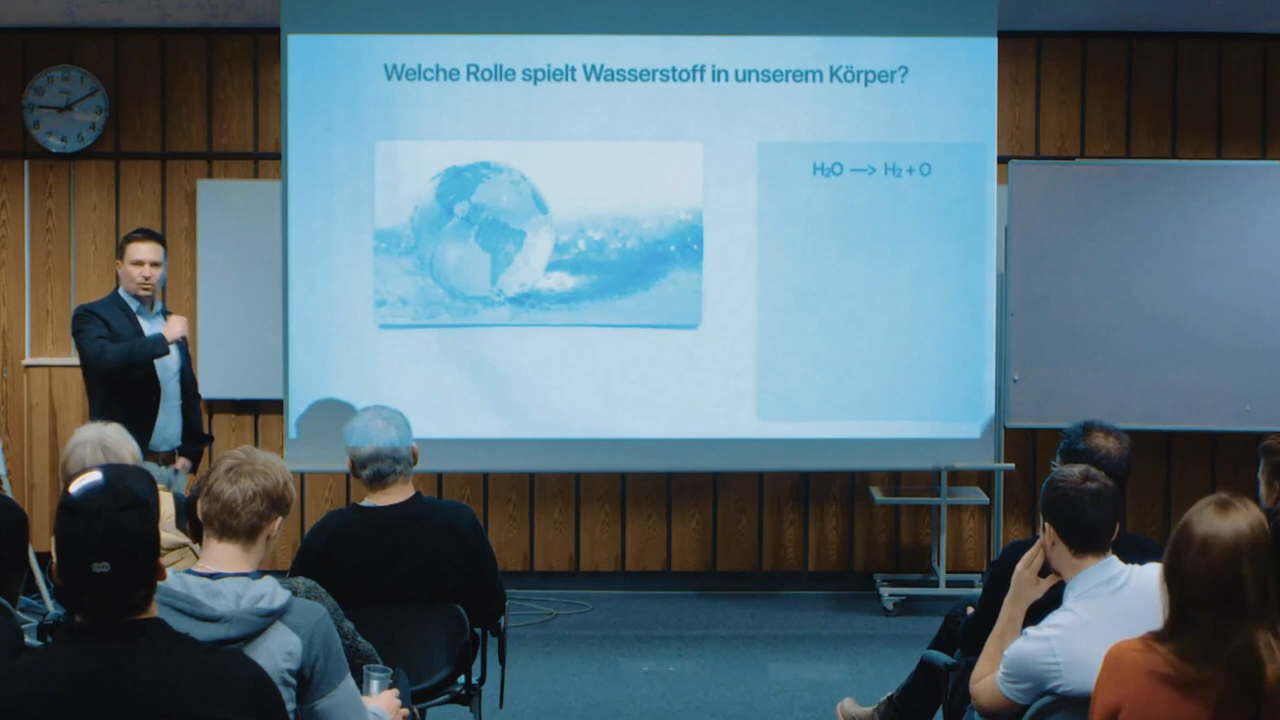 Welche Rolle spielt Wasserstoff in unserem Körper?
H₂O —> H₂ + O